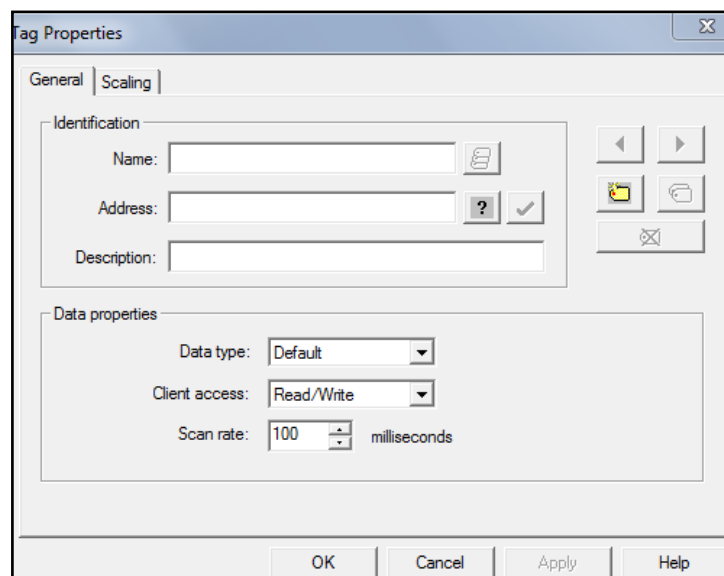 Tag Properties
General Scaling
Identification
Name:
Address: ?
Description:
Data properties
Data type: Default
Client access: Read/Write
Scan rate: 100 milliseconds
OK Cancel Apply Help